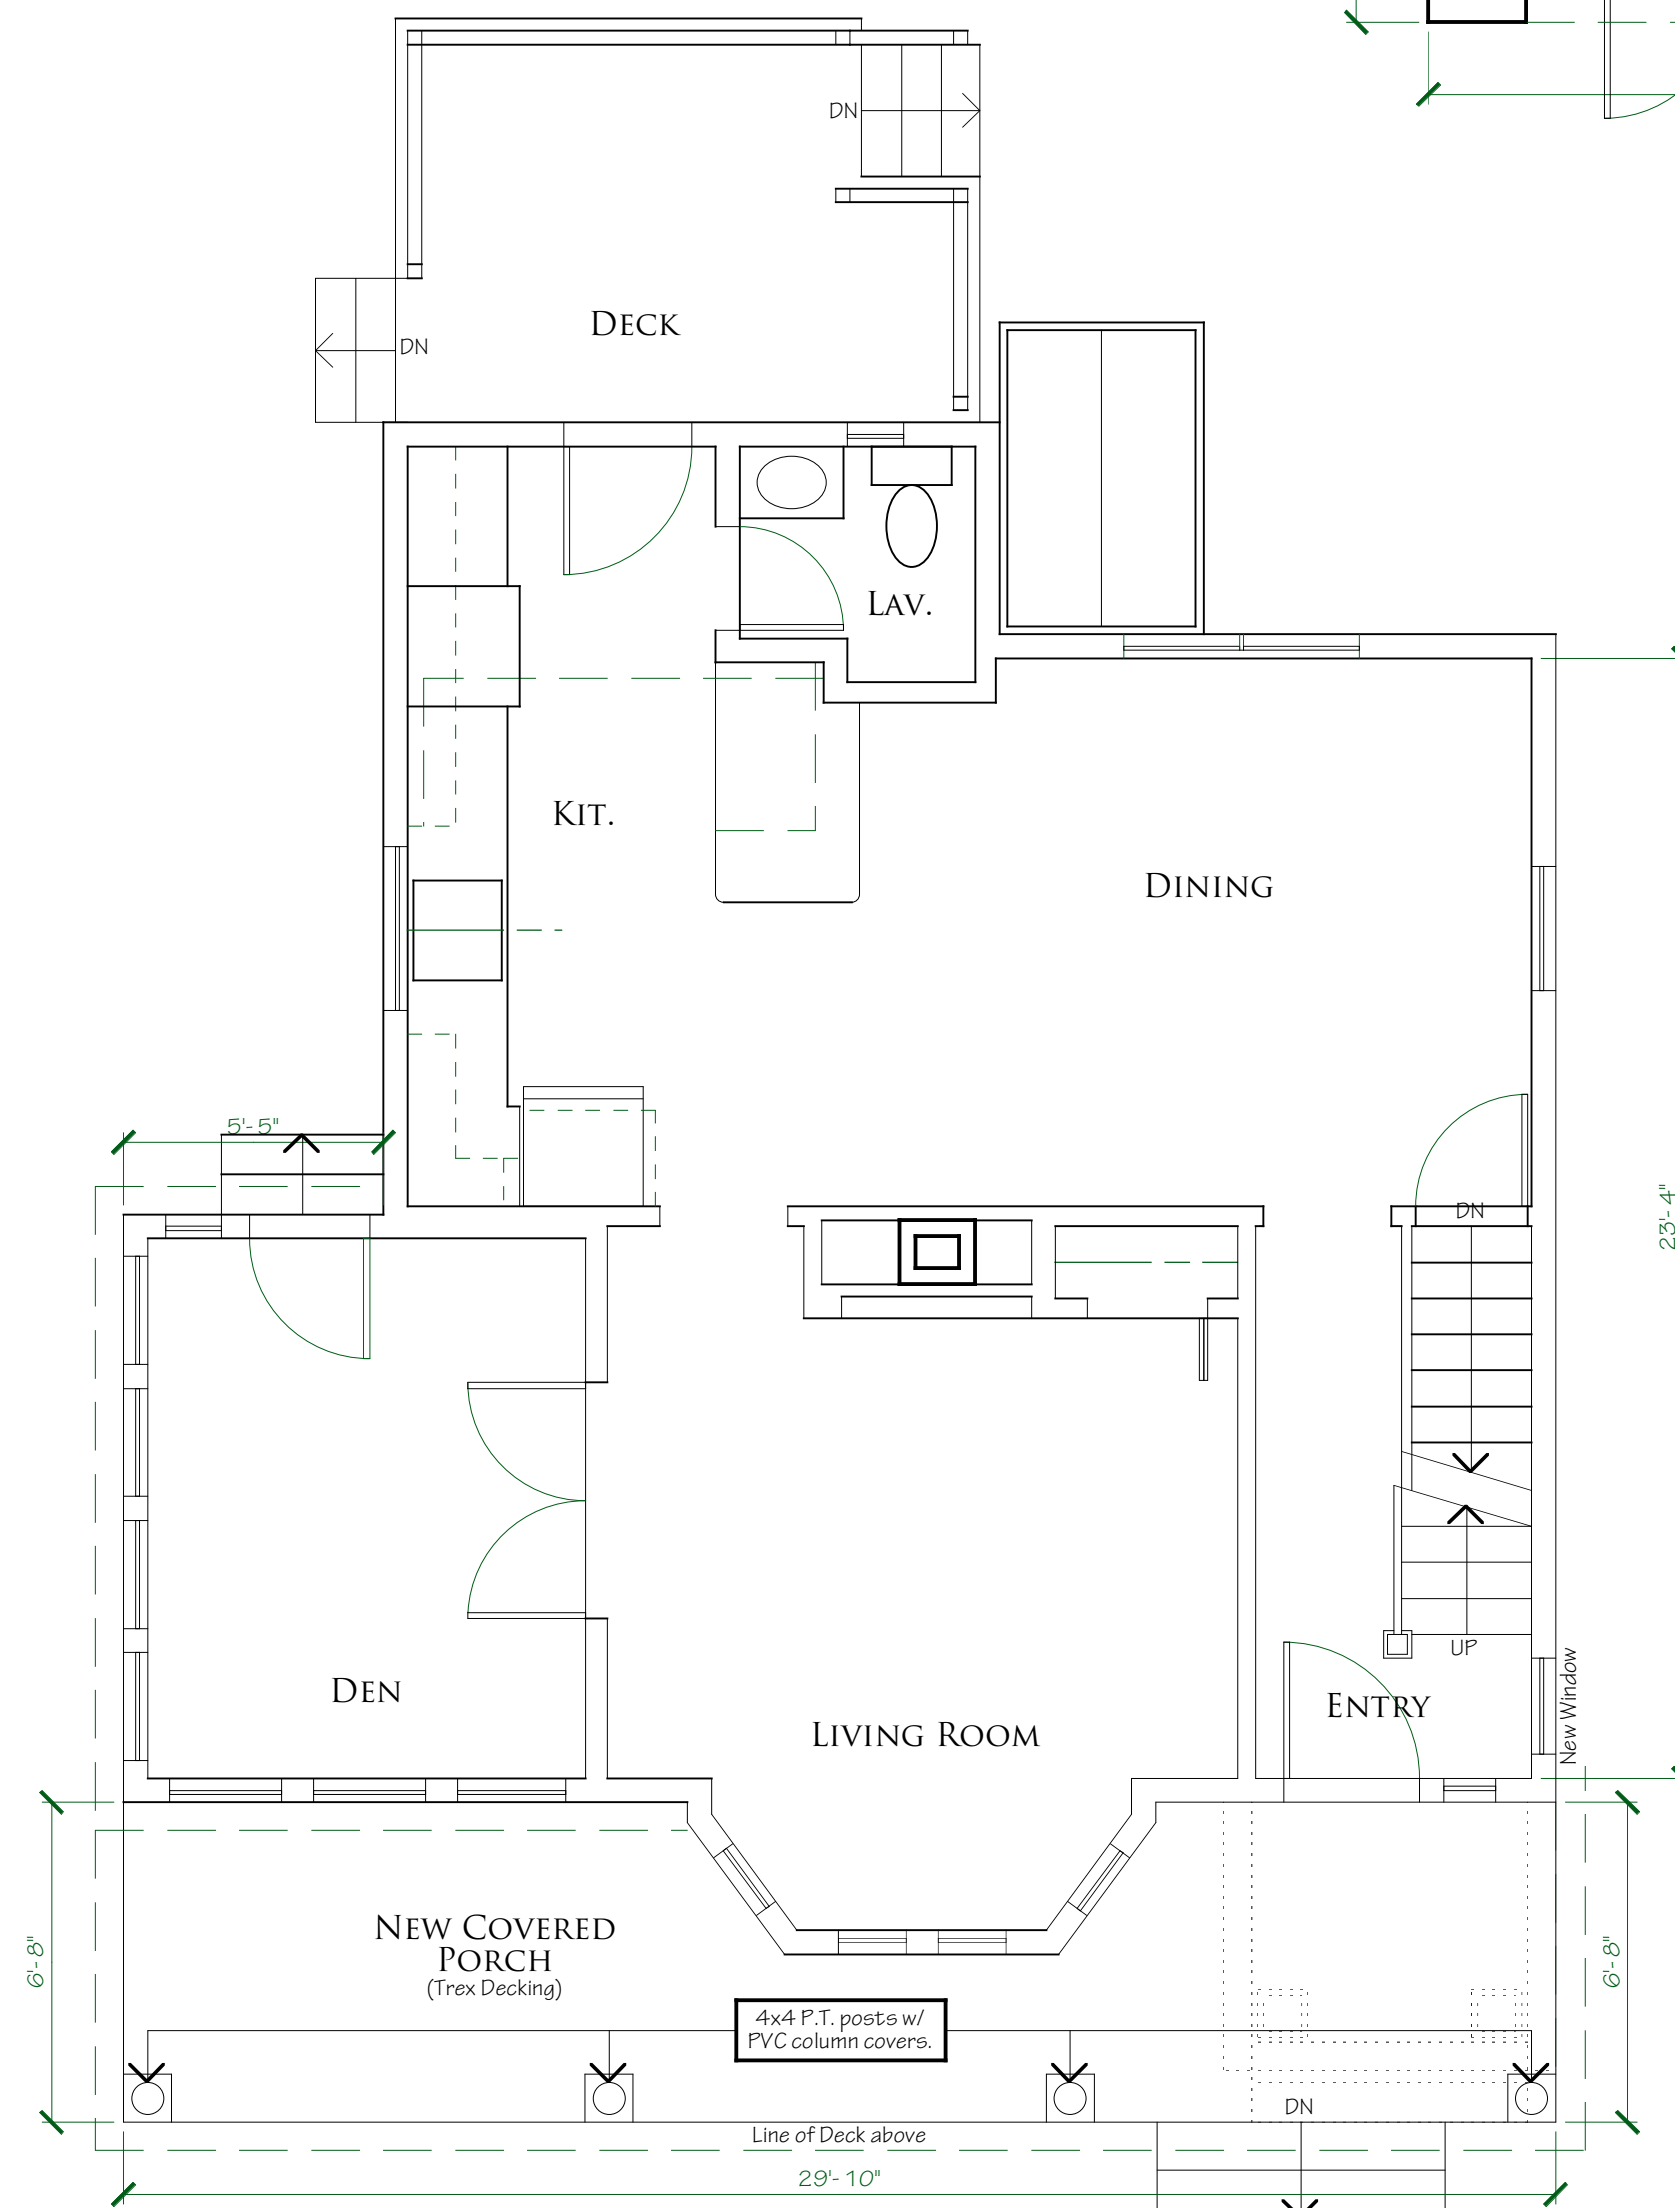 DN
DECK
DN
LAV.
KIT.
DINING
5'-5"
DN
23'-4"
UP
New Window
ENTRY
DEN
LIVING ROOM
NEW COVERED
PORCH
(Trex Decking)
6'-8"
6'-8"
4x4 P.T. posts w/
PVC column covers.
DN
Line of Deck above
29'-10"